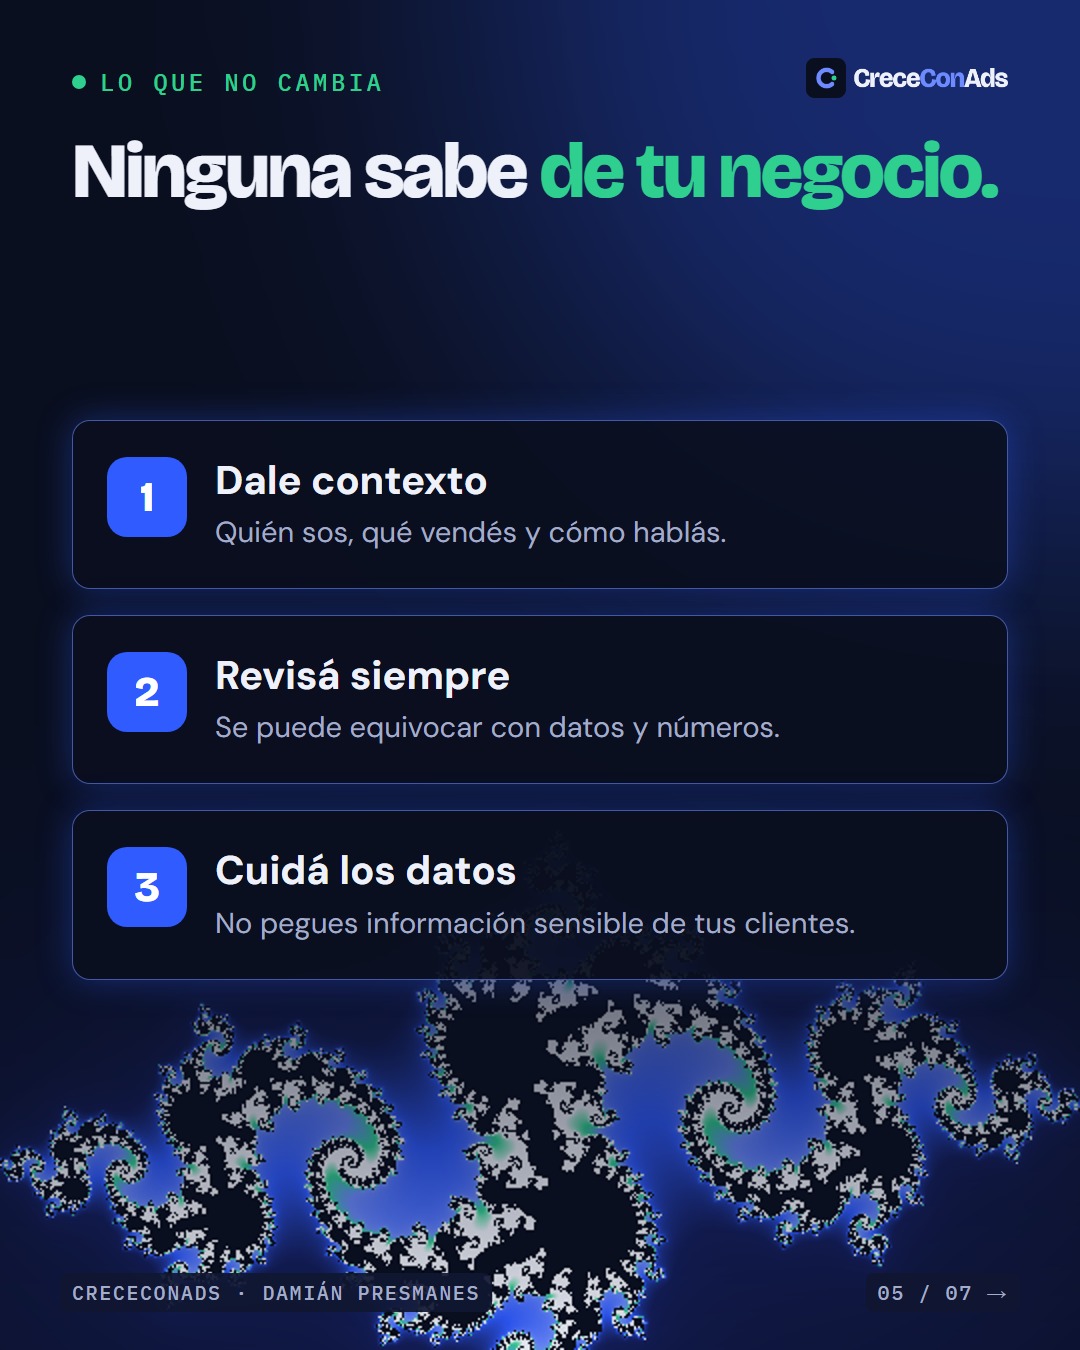 LO QUE NO CAMBIA
CreceConAds
Ninguna sabe de tu negocio.
1
Dale contexto
Quién sos, qué vendés y cómo hablás.
2
Revisá siempre
Se puede equivocar con datos y números.
3
Cuidá los datos
No pegues información sensible de tus clientes.
CRECECONADS · DAMIÁN PRESMANES
05 / 07 →